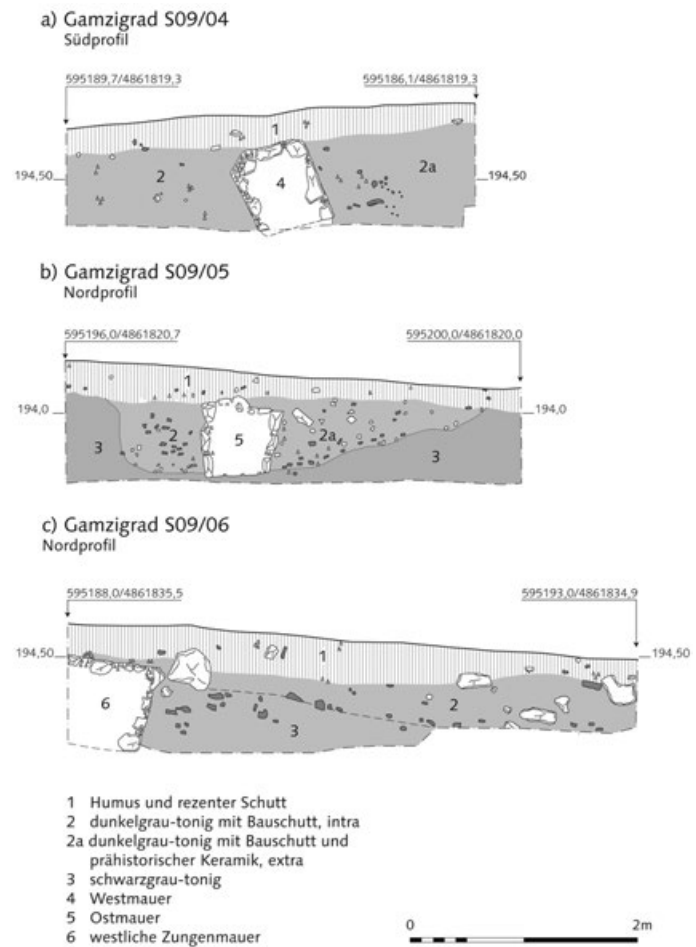 a) Gamzigrad S09/04
Südprofil
595189,7/4861819,3
595186,1/4861819,3
1
194,50
2
4
2a
194,50
b) Gamzigrad S09/05
Nordprofil
595196,0/4861820,7
595200,0/4861820,0
1
194,0
194,0
3
2
5
2a
3
c) Gamzigrad S09/06
Nordprofil
595188,0/4861835,5
595193,0/4861834,9
194,50
1
194,50
6
2
3
1 Humus und rezenter Schutt
2 dunkelgrau-tonig mit Bauschutt, intra
2a dunkelgrau-tonig mit Bauschutt und
prähistorischer Keramik, extra
3 schwarzgrau-tonig
4 Westmauer
5 Ostmauer
6 westliche Zungenmauer
0
2m